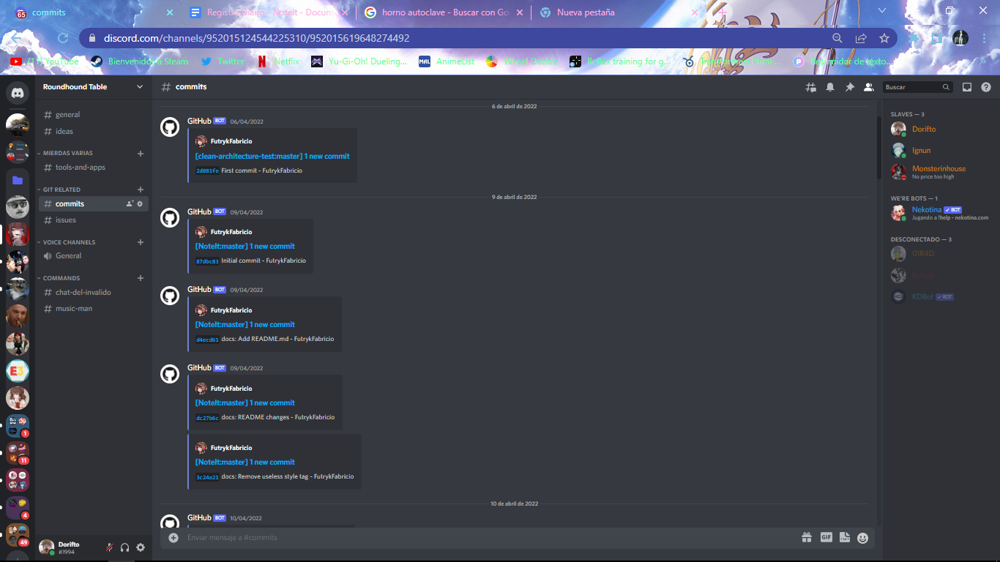 65
commits
Registro Diario - NoteIt - Docum
horno autoclave - Buscar con Go
Nueva pestaña
discord.com/channels/952015124544225310/952015619648274492
(11) YouTube
Bienvenidos a Steam
Twitter
Netflix
Yu-Gi-Oh! Dueling...
MAL
AnimeList
Wheel Decide
Reflex training for g...
P
Resumidor de texto...
Roundhound Table
general
ideas
MIERDAS VARIAS
tools-and-apps
GIT RELATED
commits
issues
VOICE CHANNELS
General
COMMANDS
chat-del-invalido
music-man
E3
1
11
4
49
Dorifto
#1994
commits
Buscar
6 de abril de 2022
GitHub BOT 06/04/2022
FutrykFabricio
[clean-architecture-test:master] 1 new commit
2d081fe First commit - FutrykFabricio
9 de abril de 2022
GitHub BOT 09/04/2022
FutrykFabricio
[NoteIt:master] 1 new commit
87dbc83 Initial commit - FutrykFabricio
GitHub BOT 09/04/2022
FutrykFabricio
[NoteIt:master] 1 new commit
d4ecd61 docs: Add README.md - FutrykFabricio
GitHub BOT 09/04/2022
FutrykFabricio
[NoteIt:master] 1 new commit
dc27b6c docs: README changes - FutrykFabricio
FutrykFabricio
[NoteIt:master] 1 new commit
3c24e21 docs: Remove useless style tag - FutrykFabricio
10 de abril de 2022
GitHub BOT 10/04/2022
Enviar mensaje a #commits
GIF
SLAVES — 3
Dorifto
Ignun
Monsterinhouse
No price too high
WE'RE BOTS — 1
Nekotina BOT
Jugando a !help - nekotina.com
DESCONECTADO — 3
01R4D
KDBot BOT